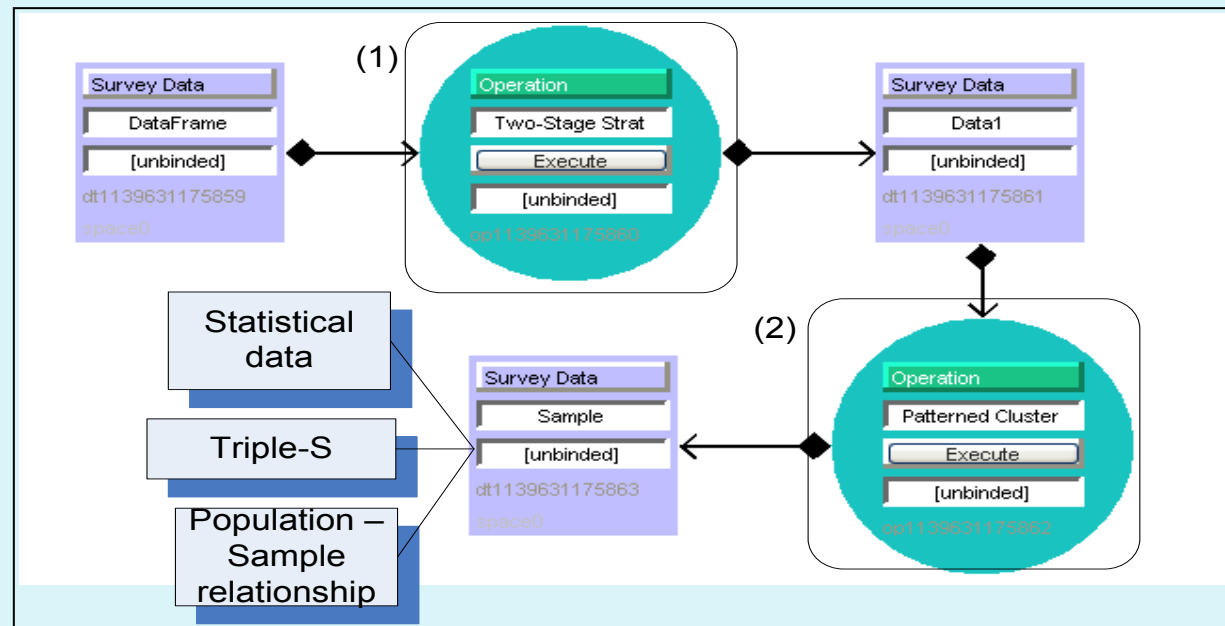 Survey Data
DataFrame
[unbinded]
dt1139631175859
space0
(1)
Operation
Two-Stage Strat
Execute
[unbinded]
op1139631175860
Survey Data
Data1
[unbinded]
dt1139631175861
space0
(2)
Operation
Patterned Cluster
Execute
[unbinded]
op1139631175862
Survey Data
Sample
[unbinded]
dt1139631175863
space0
Statistical
data
Triple-S
Population –
Sample
relationship